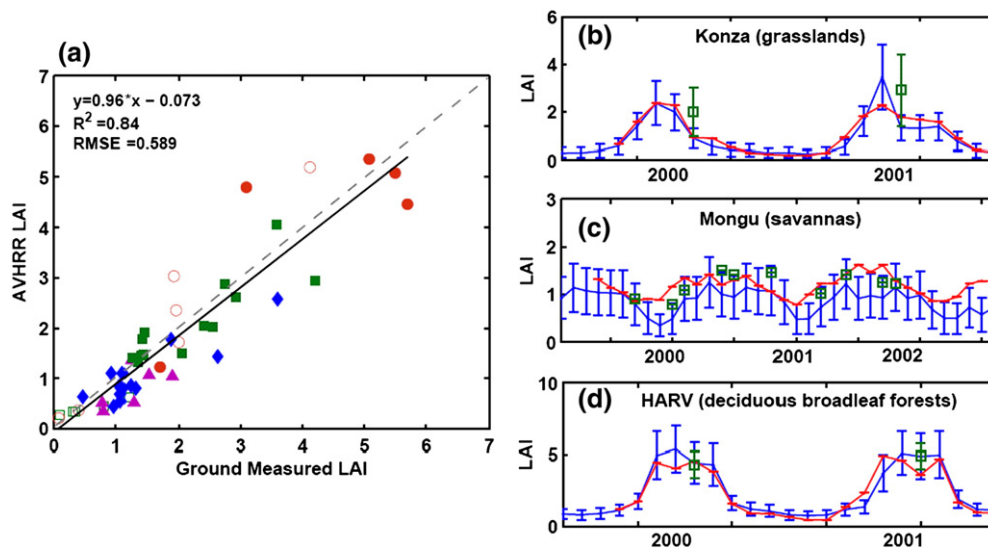 (a)
7
6
5
4
3
2
1
0
AVHRR LAI
y=0.96*x − 0.073
R2 =0.84
RMSE =0.589
0 1 2 3 4 5 6 7
Ground Measured LAI
(b)
Konza (grasslands)
6
4
2
0
LAI
2000 2001
(c)
Mongu (savannas)
3
2
1
0
LAI
2000 2001 2002
(d)
HARV (deciduous broadleaf forests)
10
5
0
LAI
2000 2001